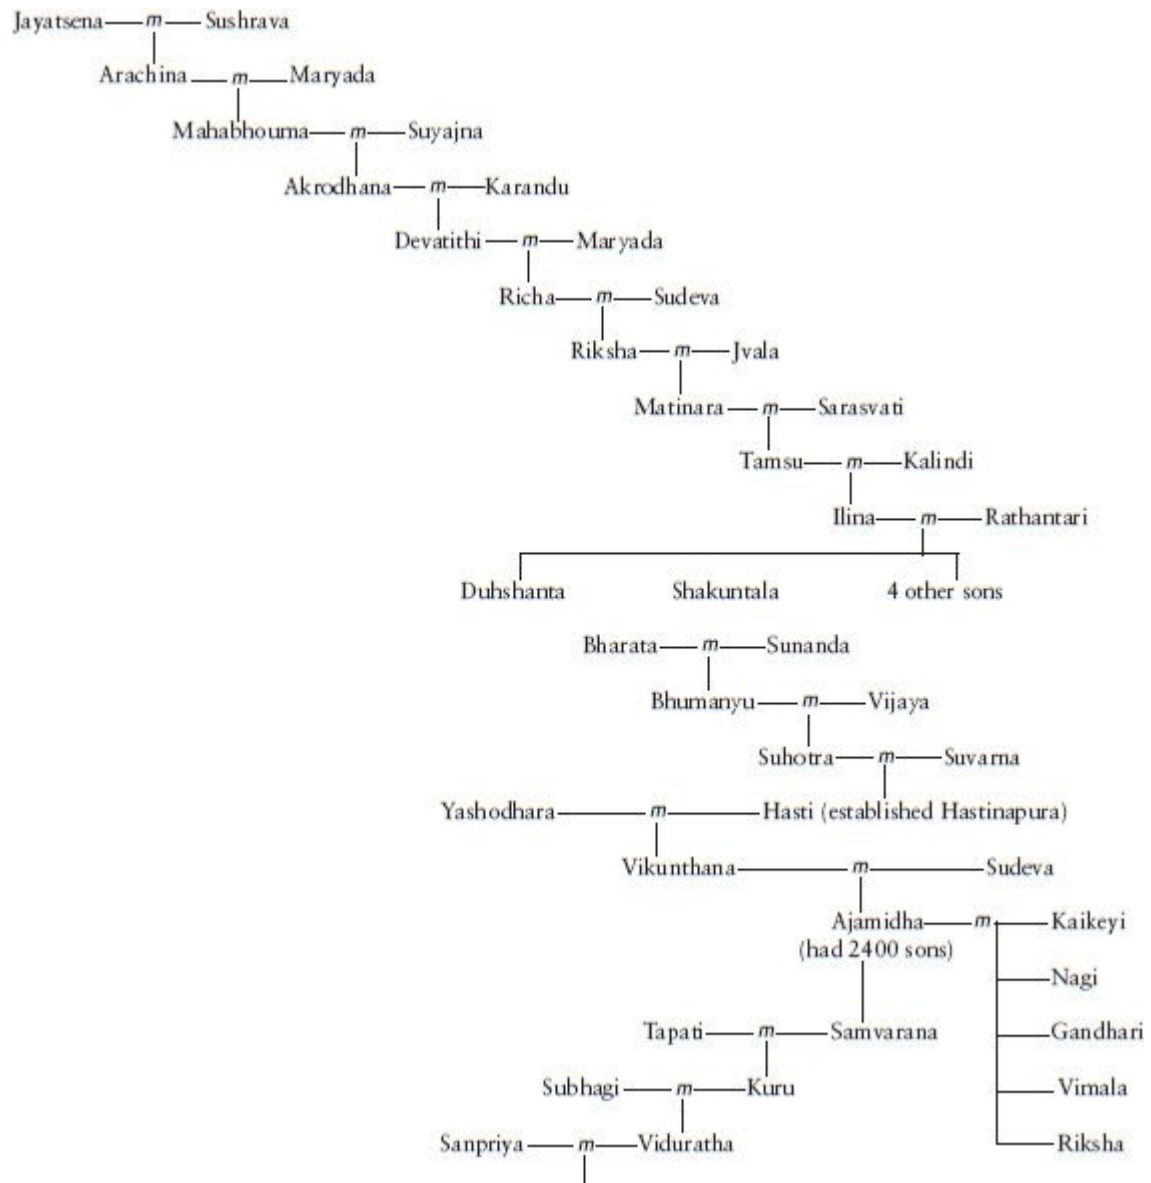 Jayatsena m Sushrava
Arachina m Maryada
Mahabhouma m Suyajna
Akrodhana m Karandu
Devatithi m Maryada
Richa m Sudeva
Riksha m Jvala
Matinara m Sarasvati
Tamsu m Kalindi
Ilina m Rathantari
Duhshanta Shakuntala 4 other sons
Bharata m Sunanda
Bhumanyu m Vijaya
Suhotra m Suvarna
Yashodhara m Hasti (established Hastinapura)
Vikunthana m Sudeva
Ajamidha m Kaikeyi
(had 2400 sons)
Nagi
Tapati m Samvarana Gandhari
Subhagi m Kuru Vimala
Sanpriya m Viduratha Riksha